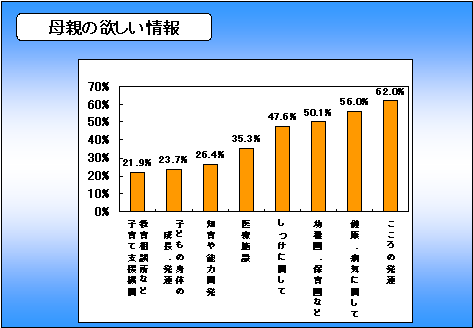 母親の欲しい情報
70%
60%
50%
40%
30%
20%
10%
0%
21.9%
23.7%
26.4%
35.3%
47.6%
50.1%
56.0%
62.0%
教育相談所など
子育て支援機関
子どもの身体の
成長・発達
知育や能力開発
医療施設
しつけに関して
幼稚園・保育園など
健康・病気に関して
こころの発達